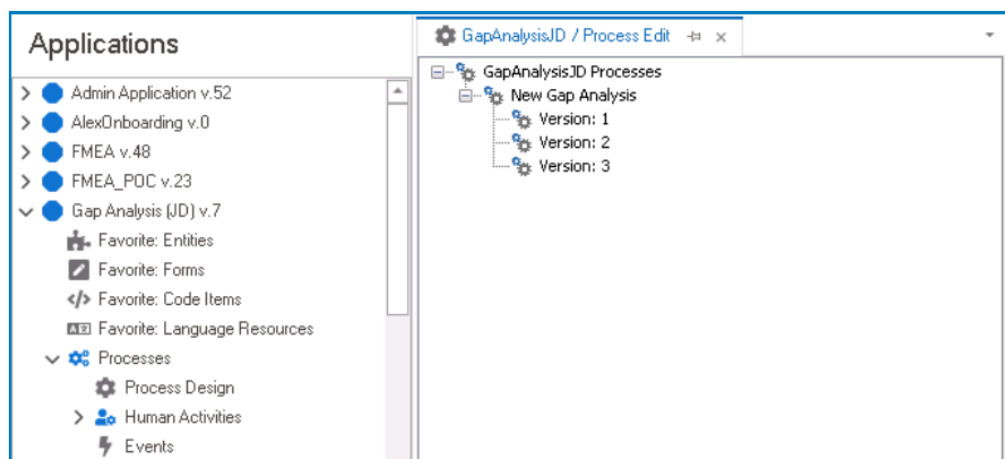 Applications
Admin Application v.52
AlexOnboarding v.0
FMEA v.48
FMEA_POC v.23
Gap Analysis (JD) v.7
Favorite: Entities
Favorite: Forms
Favorite: Code Items
Favorite: Language Resources
Processes
Process Design
Human Activities
Events
GapAnalysisJD / Process Edit
GapAnalysisJD Processes
New Gap Analysis
Version: 1
Version: 2
Version: 3